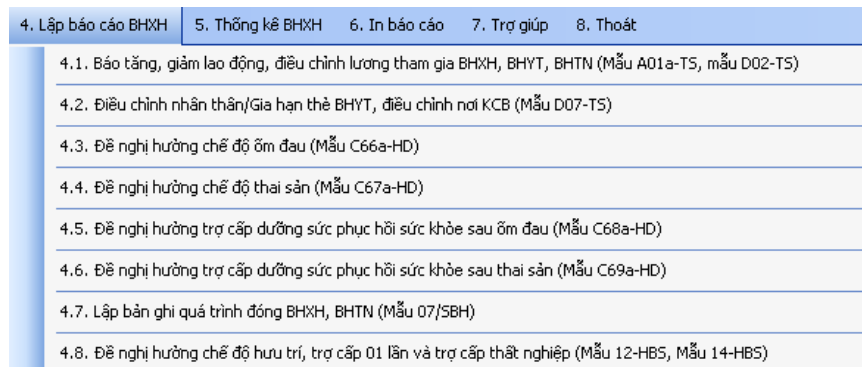 4. Lập báo cáo BHXH 5. Thống kê BHXH 6. In báo cáo 7. Trợ giúp 8. Thoát
4.1. Báo tăng, giảm lao động, điều chỉnh lương tham gia BHXH, BHYT, BHTN (Mẫu A01a-TS, mẫu D02-TS)
4.2. Điều chỉnh nhân thân/Gia hạn thẻ BHYT, điều chỉnh nơi KCB (Mẫu D07-TS)
4.3. Đề nghị hưởng chế độ ốm đau (Mẫu C66a-HD)
4.4. Đề nghị hưởng chế độ thai sản (Mẫu C67a-HD)
4.5. Đề nghị hưởng trợ cấp dưỡng sức phục hồi sức khỏe sau ốm đau (Mẫu C68a-HD)
4.6. Đề nghị hưởng trợ cấp dưỡng sức phục hồi sức khỏe sau thai sản (Mẫu C69a-HD)
4.7. Lập bản ghi quá trình đóng BHXH, BHTN (Mẫu 07/SBH)
4.8. Đề nghị hưởng chế độ hưu trí, trợ cấp 01 lần và trợ cấp thất nghiệp (Mẫu 12-HBS, Mẫu 14-HBS)